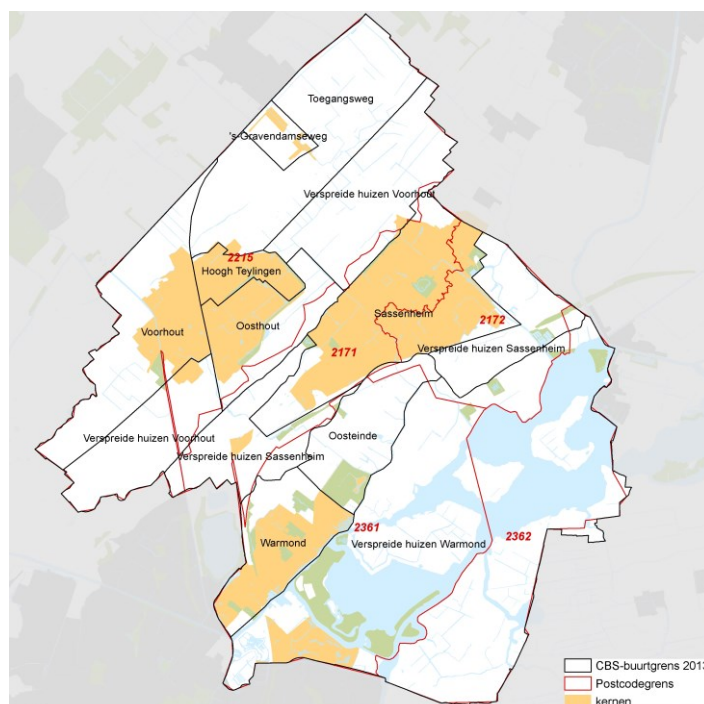 Toegangsweg
's-Gravendamseweg
Verspreide huizen Voorhout
2215
Hoogh Teylingen
Sassenheim
2172
Voorhout
Oosthout
2171
Verspreide huizen Sassenheim
Verspreide huizen Voorhout
Oosteinde
Verspreide huizen Sassenheim
2361
2362
Warmond
Verspreide huizen Warmond
CBS-buurtgrens 2013
Postcodegrens
kernen